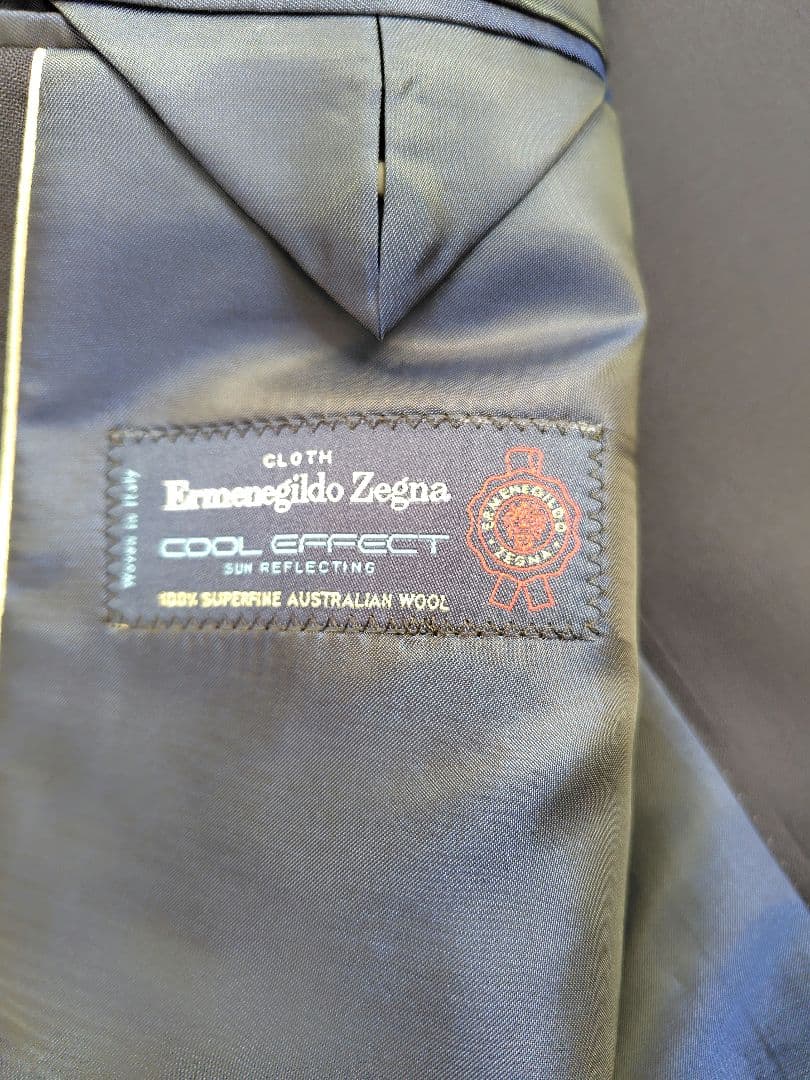 CLOTH
Ermenegildo Zegna
COOL EFFECT
SUN REFLECTING
100% SUPERFINE AUSTRALIAN WOOL
Woven in Italy
ERMENEGILDO
ZEGNA